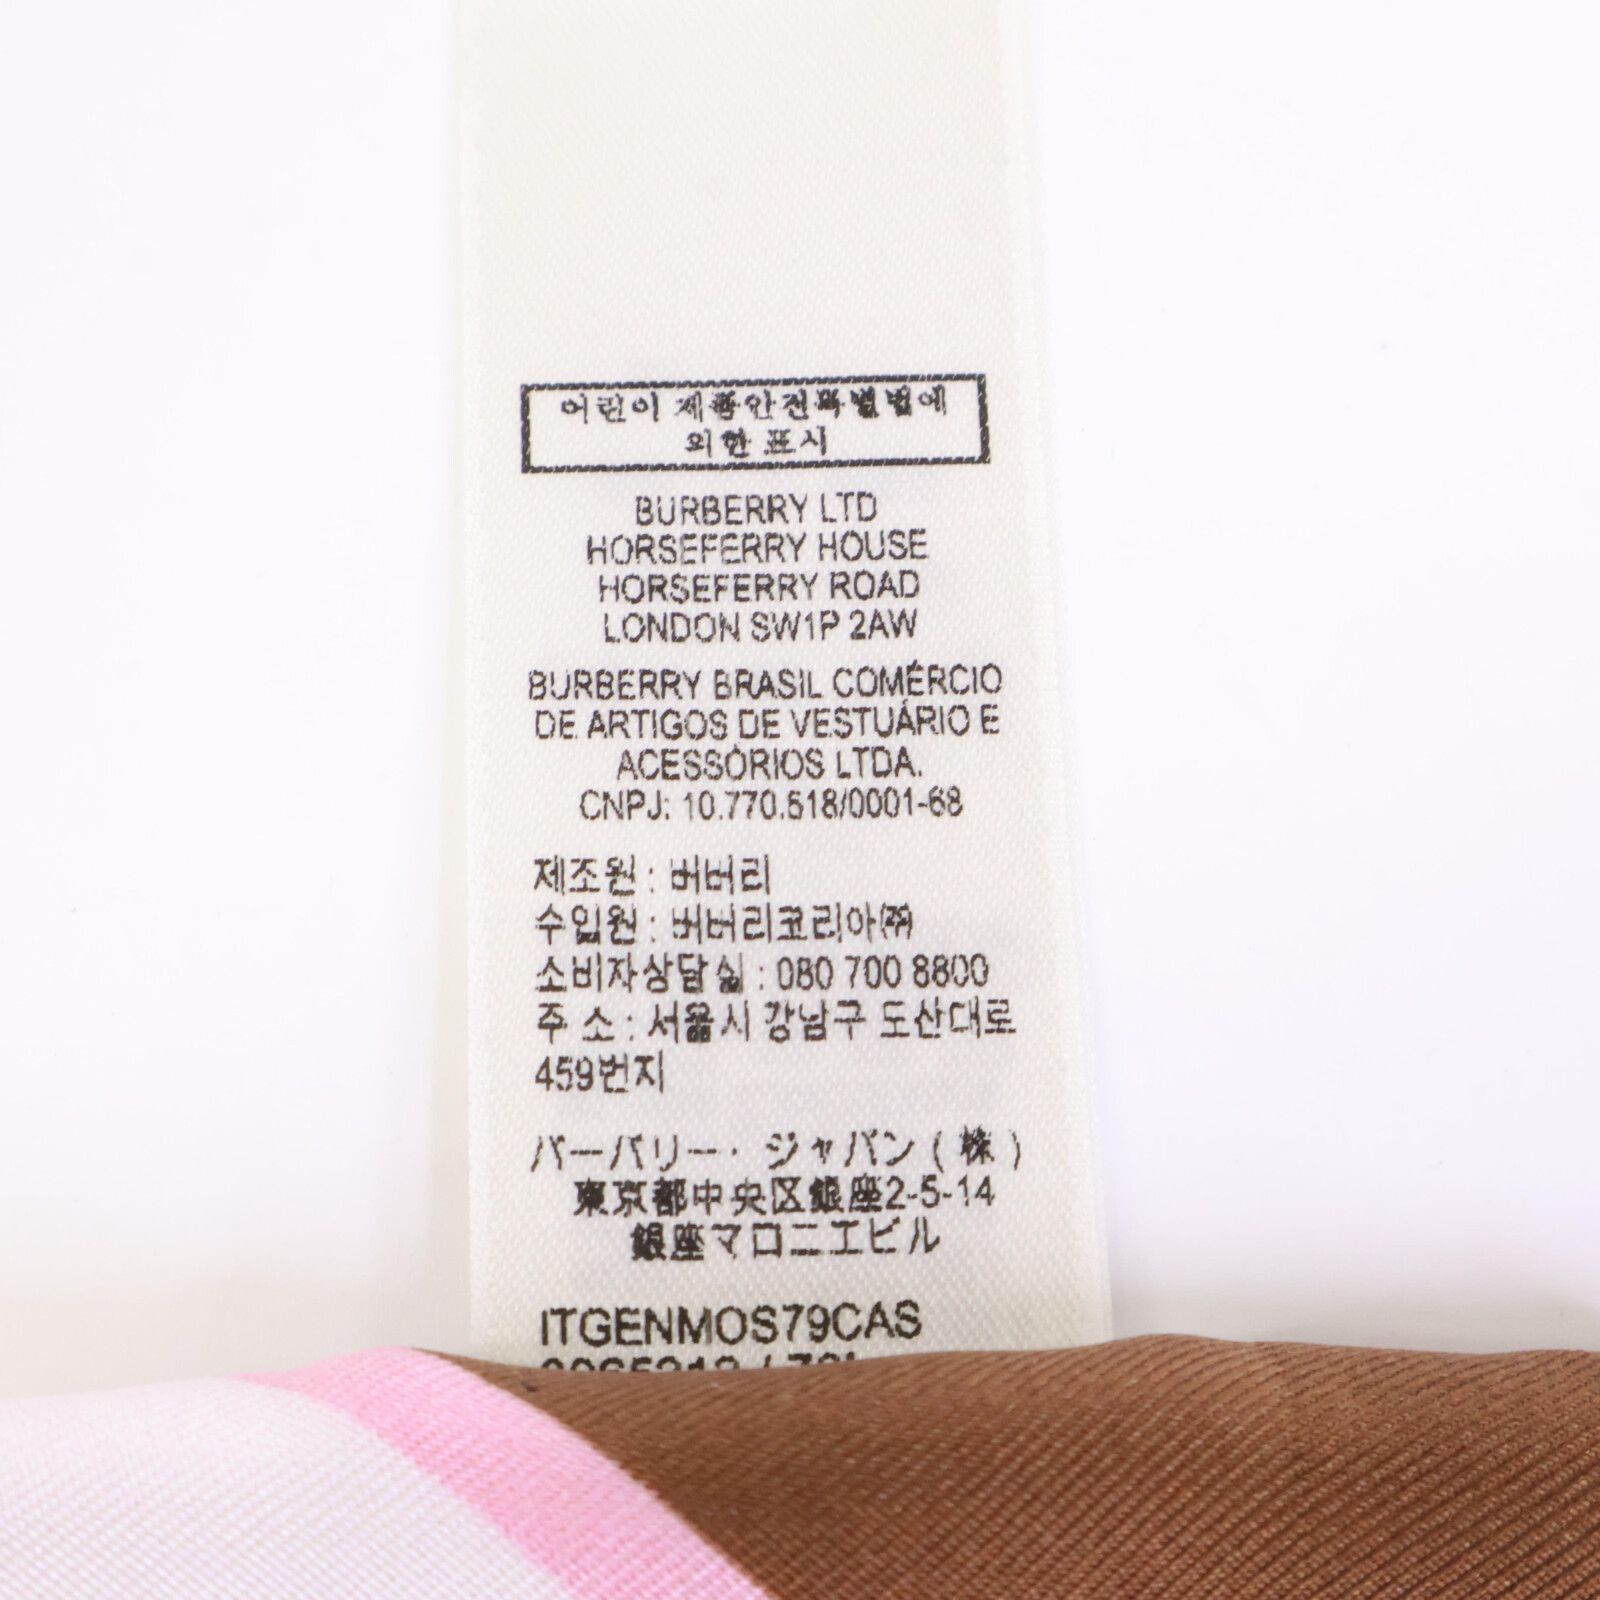 어린이 제품안전특별법에
의한 표시
BURBERRY LTD
HORSEFERRY HOUSE
HORSEFERRY ROAD
LONDON SW1P 2AW
BURBERRY BRASIL COMÉRCIO
DE ARTIGOS DE VESTUÁRIO E
ACESSÓRIOS LTDA.
CNPJ: 10.770.518/0001-68
제조원 : 버버리
수입원 : 버버리코리아㈜
소비자상담실 : 080 700 8800
주 소 : 서울시 강남구 도산대로
459번지
バーバリー・ジャパン(株)
東京都中央区銀座2-5-14
銀座マロニエビル
ITGENMOS79CAS